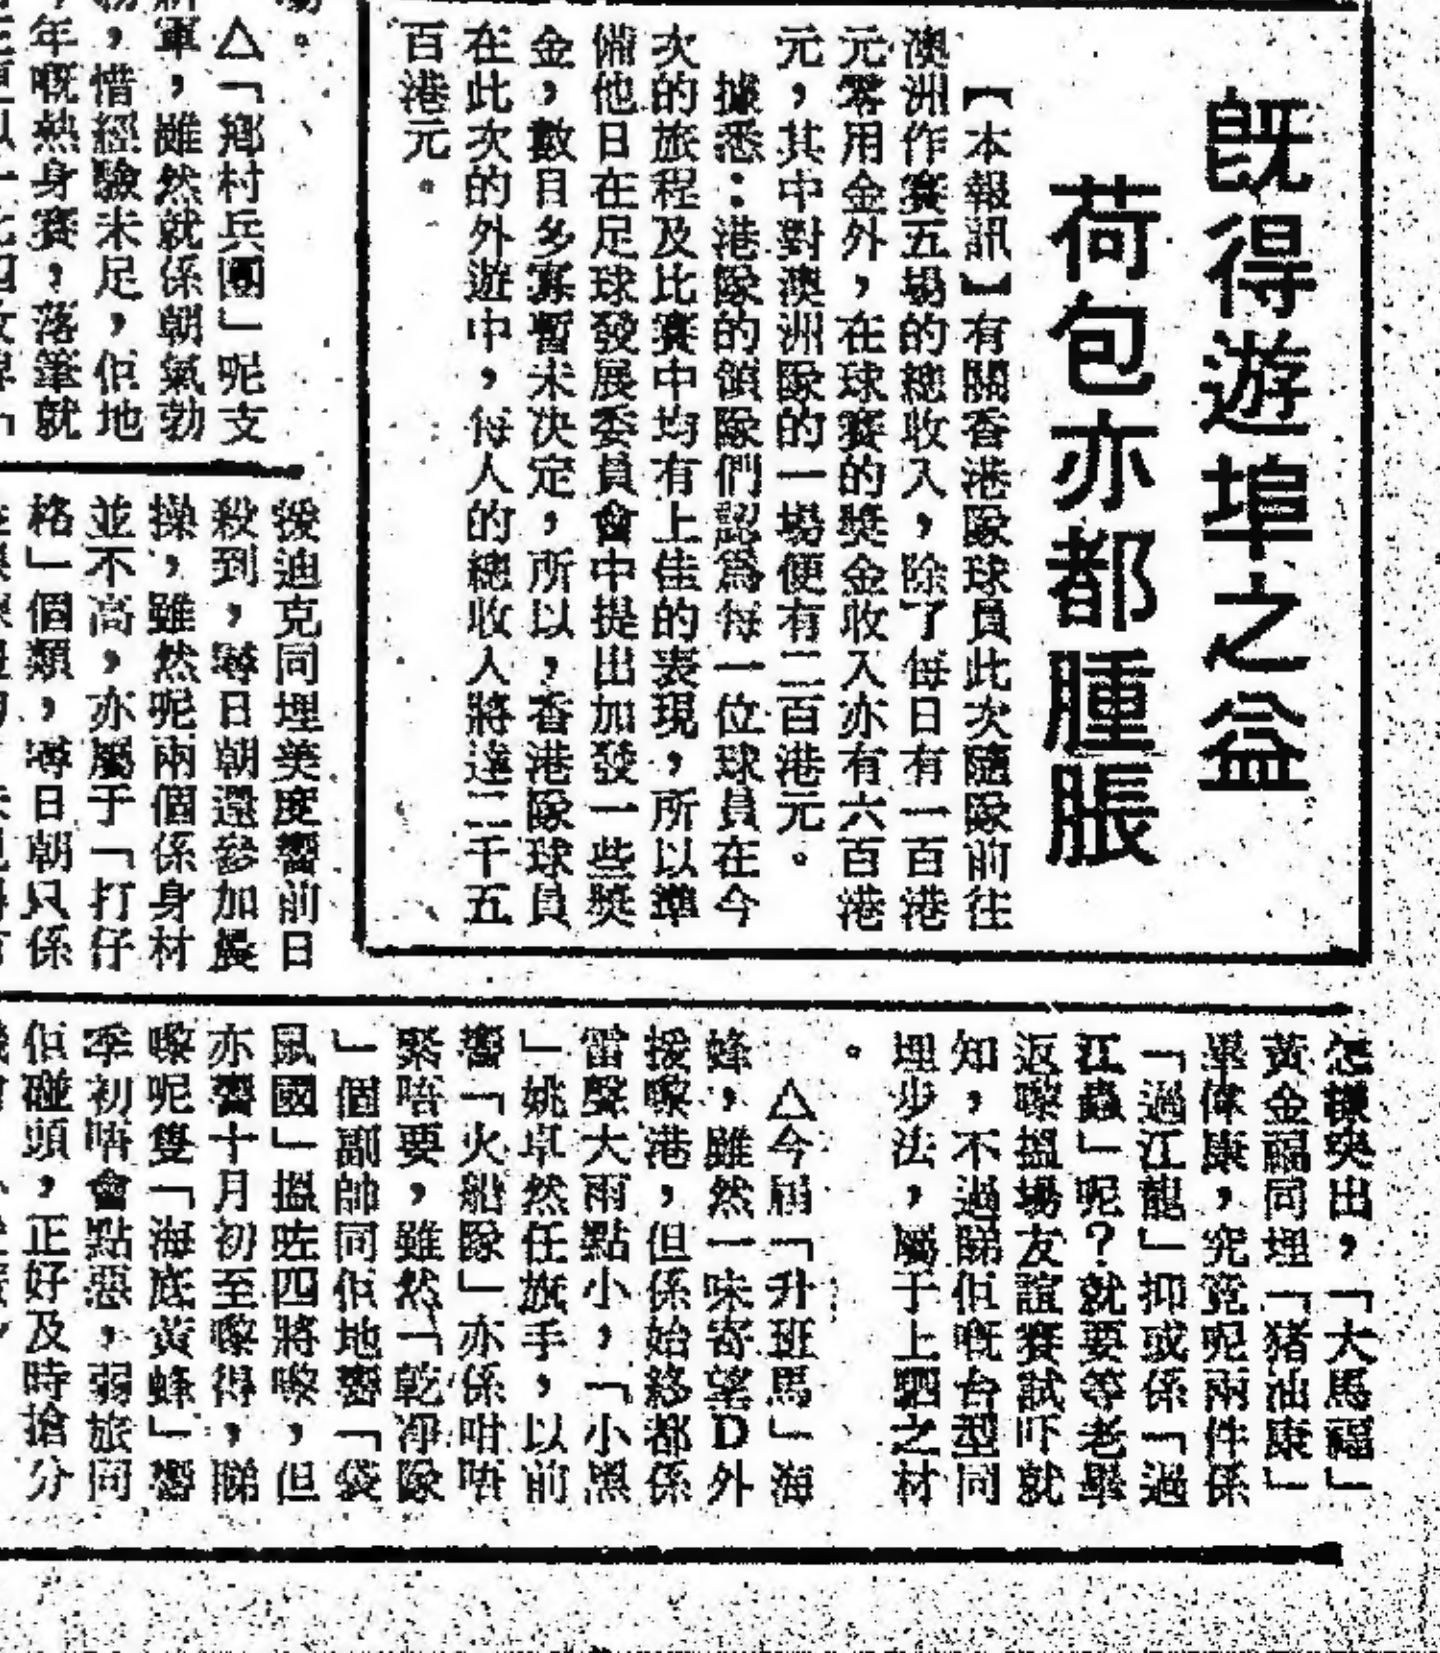 既得遊埠之益
荷包亦都腫脹
【本報訊】有關香港隊球員此次隨隊前往
澳洲作賽五場的總收入，除了每日有一百港
元零用金外，在球賽的獎金收入亦有六百港
元，其中對澳洲隊的一場便有二百港元。
據悉：港隊的領隊們認為每一位球員在今
次的旅程及比賽中均有上佳的表現，所以準
備他日在足球發展委員會中提出加發一些獎
金，數目多寡暫未決定，所以，香港隊球員
在此次的外遊中，每人的總收入將達二千五
百港元。
△「鄉村兵團」呢支
軍，雖然就係朝氣勃
，惜經驗未足，佢地
年嘅熱身賽，落筆就
援迪克同埋美度響前日
殺到，尋日朝還參加晨
操，雖然呢兩個係身材
並不高，亦屬于「打仔
格」個類，尋日朝只係
突出，「大馬福」
黃金福同埋「猪油康」
畢偉康，究竟呢兩件係
「過江龍」抑或係「過
江蟲」呢？就要等老舉
返嚟搵場友誼賽試吓就
知，不過睇佢嘅台型同
埋步法，屬于上駟之材
。
△今屆「升班馬」海
蜂，雖然一味寄望D外
援嚟港，但係始終都係
雷聲大雨點小，「小黑
」姚卓然任旗手，以前
響「火船隊」亦係咁唔
緊唔要，雖然「乾淨隊
」個副帥同佢地響「袋
鼠國」搵咗四將嚟，但
亦響十月初至嚟得，睇
嚟呢隻「海底黃蜂」響
季初唔會點惡，弱旅同
佢碰頭，正好及時搶分